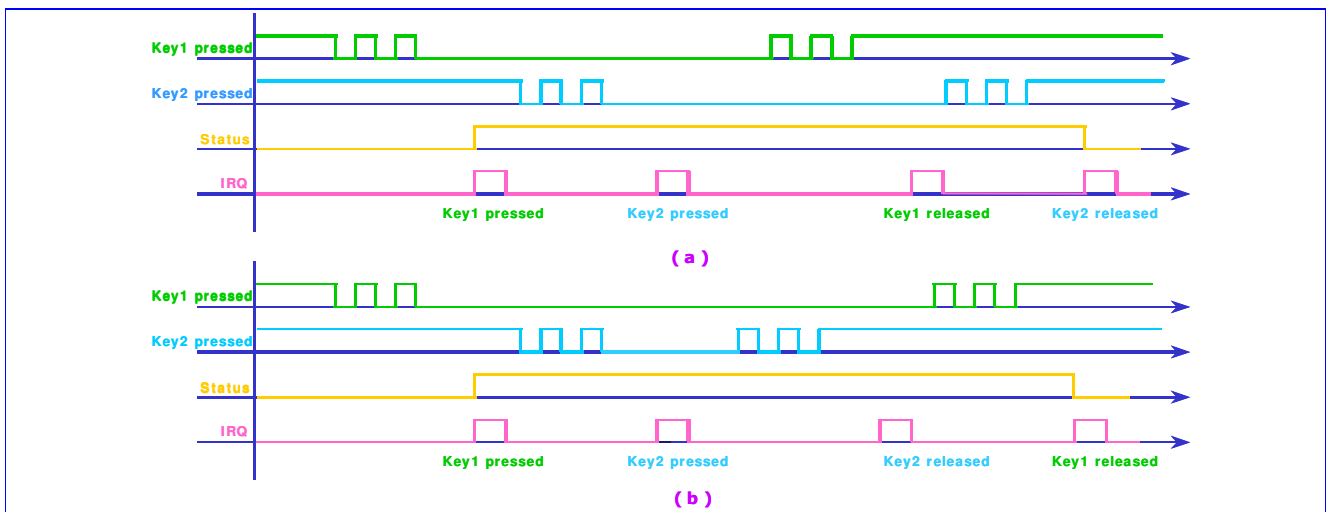 Key1 pressed
Key2 pressed
Status
IRQ
Key1 pressed Key2 pressed Key1 released Key2 released
(a)
Key1 pressed
Key2 pressed
Status
IRQ
Key1 pressed Key2 pressed Key2 released Key1 released
(b)